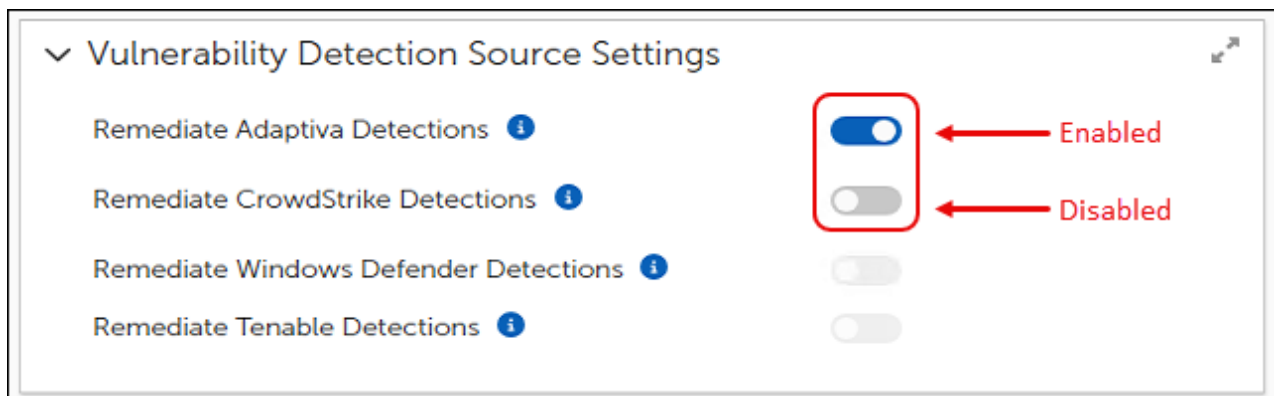 Vulnerability Detection Source Settings
Remediate Adaptiva Detections
Enabled
Remediate CrowdStrike Detections
Disabled
Remediate Windows Defender Detections
Remediate Tenable Detections